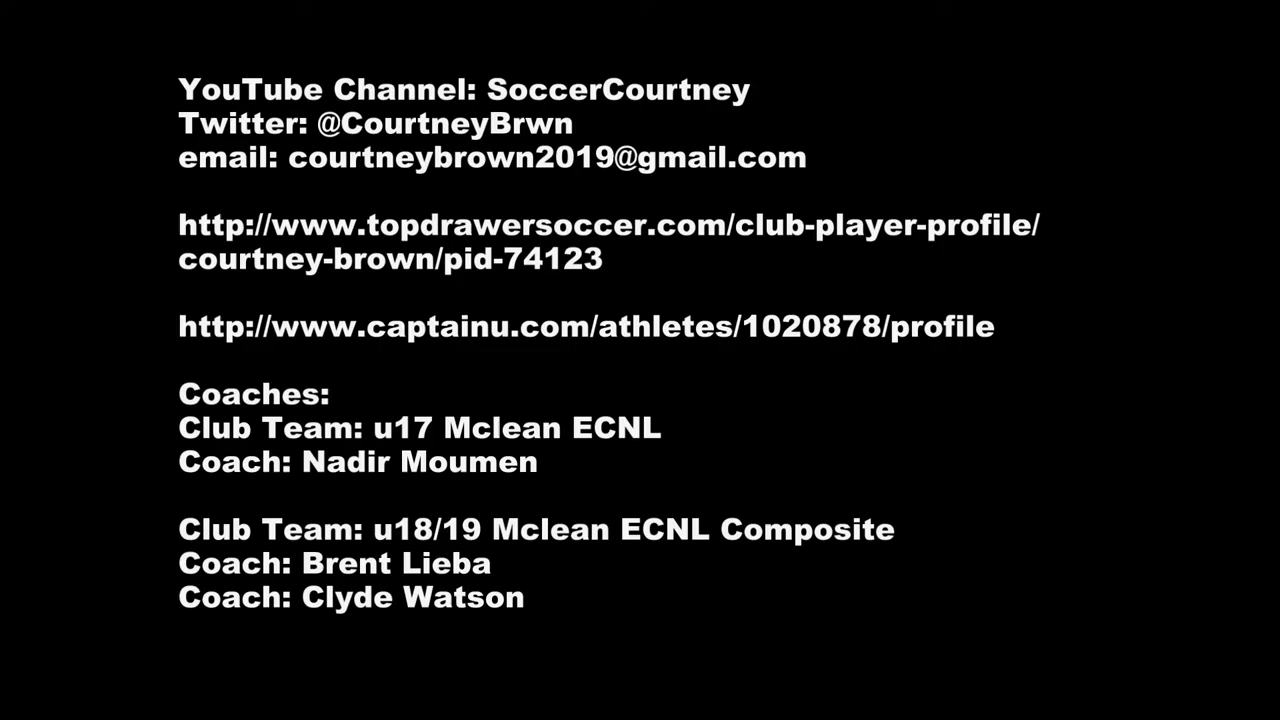 YouTube Channel: SoccerCourtney
Twitter: @CourtneyBrwn
email: courtneybrown2019@gmail.com
http://www.topdrawersoccer.com/club-player-profile/
courtney-brown/pid-74123
http://www.captainu.com/athletes/1020878/profile
Coaches:
Club Team: u17 Mclean ECNL
Coach: Nadir Moumen
Club Team: u18/19 Mclean ECNL Composite
Coach: Brent Lieba
Coach: Clyde Watson